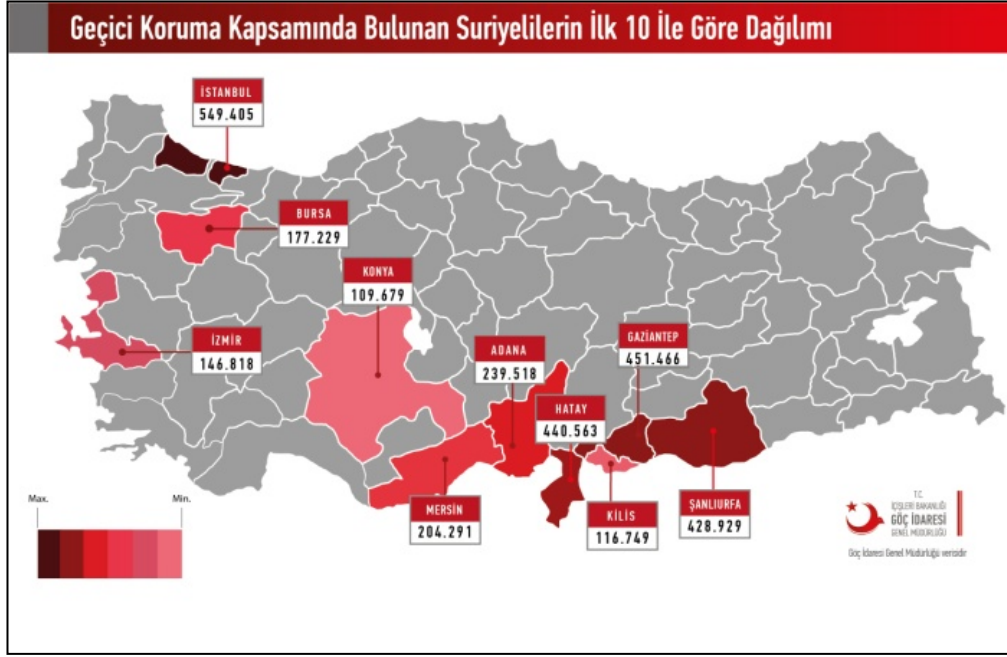 Geçici Koruma Kapsamında Bulunan Suriyelilerin İlk 10 İle Göre Dağılımı
İSTANBUL
549.405
BURSA
177.229
KONYA
109.679
İZMİR
146.818
ADANA
239.518
GAZİANTEP
451.466
HATAY
440.563
MERSİN
204.291
KİLİS
116.749
ŞANLIURFA
428.929
Max.
Min.
T.C.
İÇİŞLERİ BAKANLIĞI
GÖÇ İDARESİ
GENEL MÜDÜRLÜĞÜ
Göç İdaresi Genel Müdürlüğü verisidir